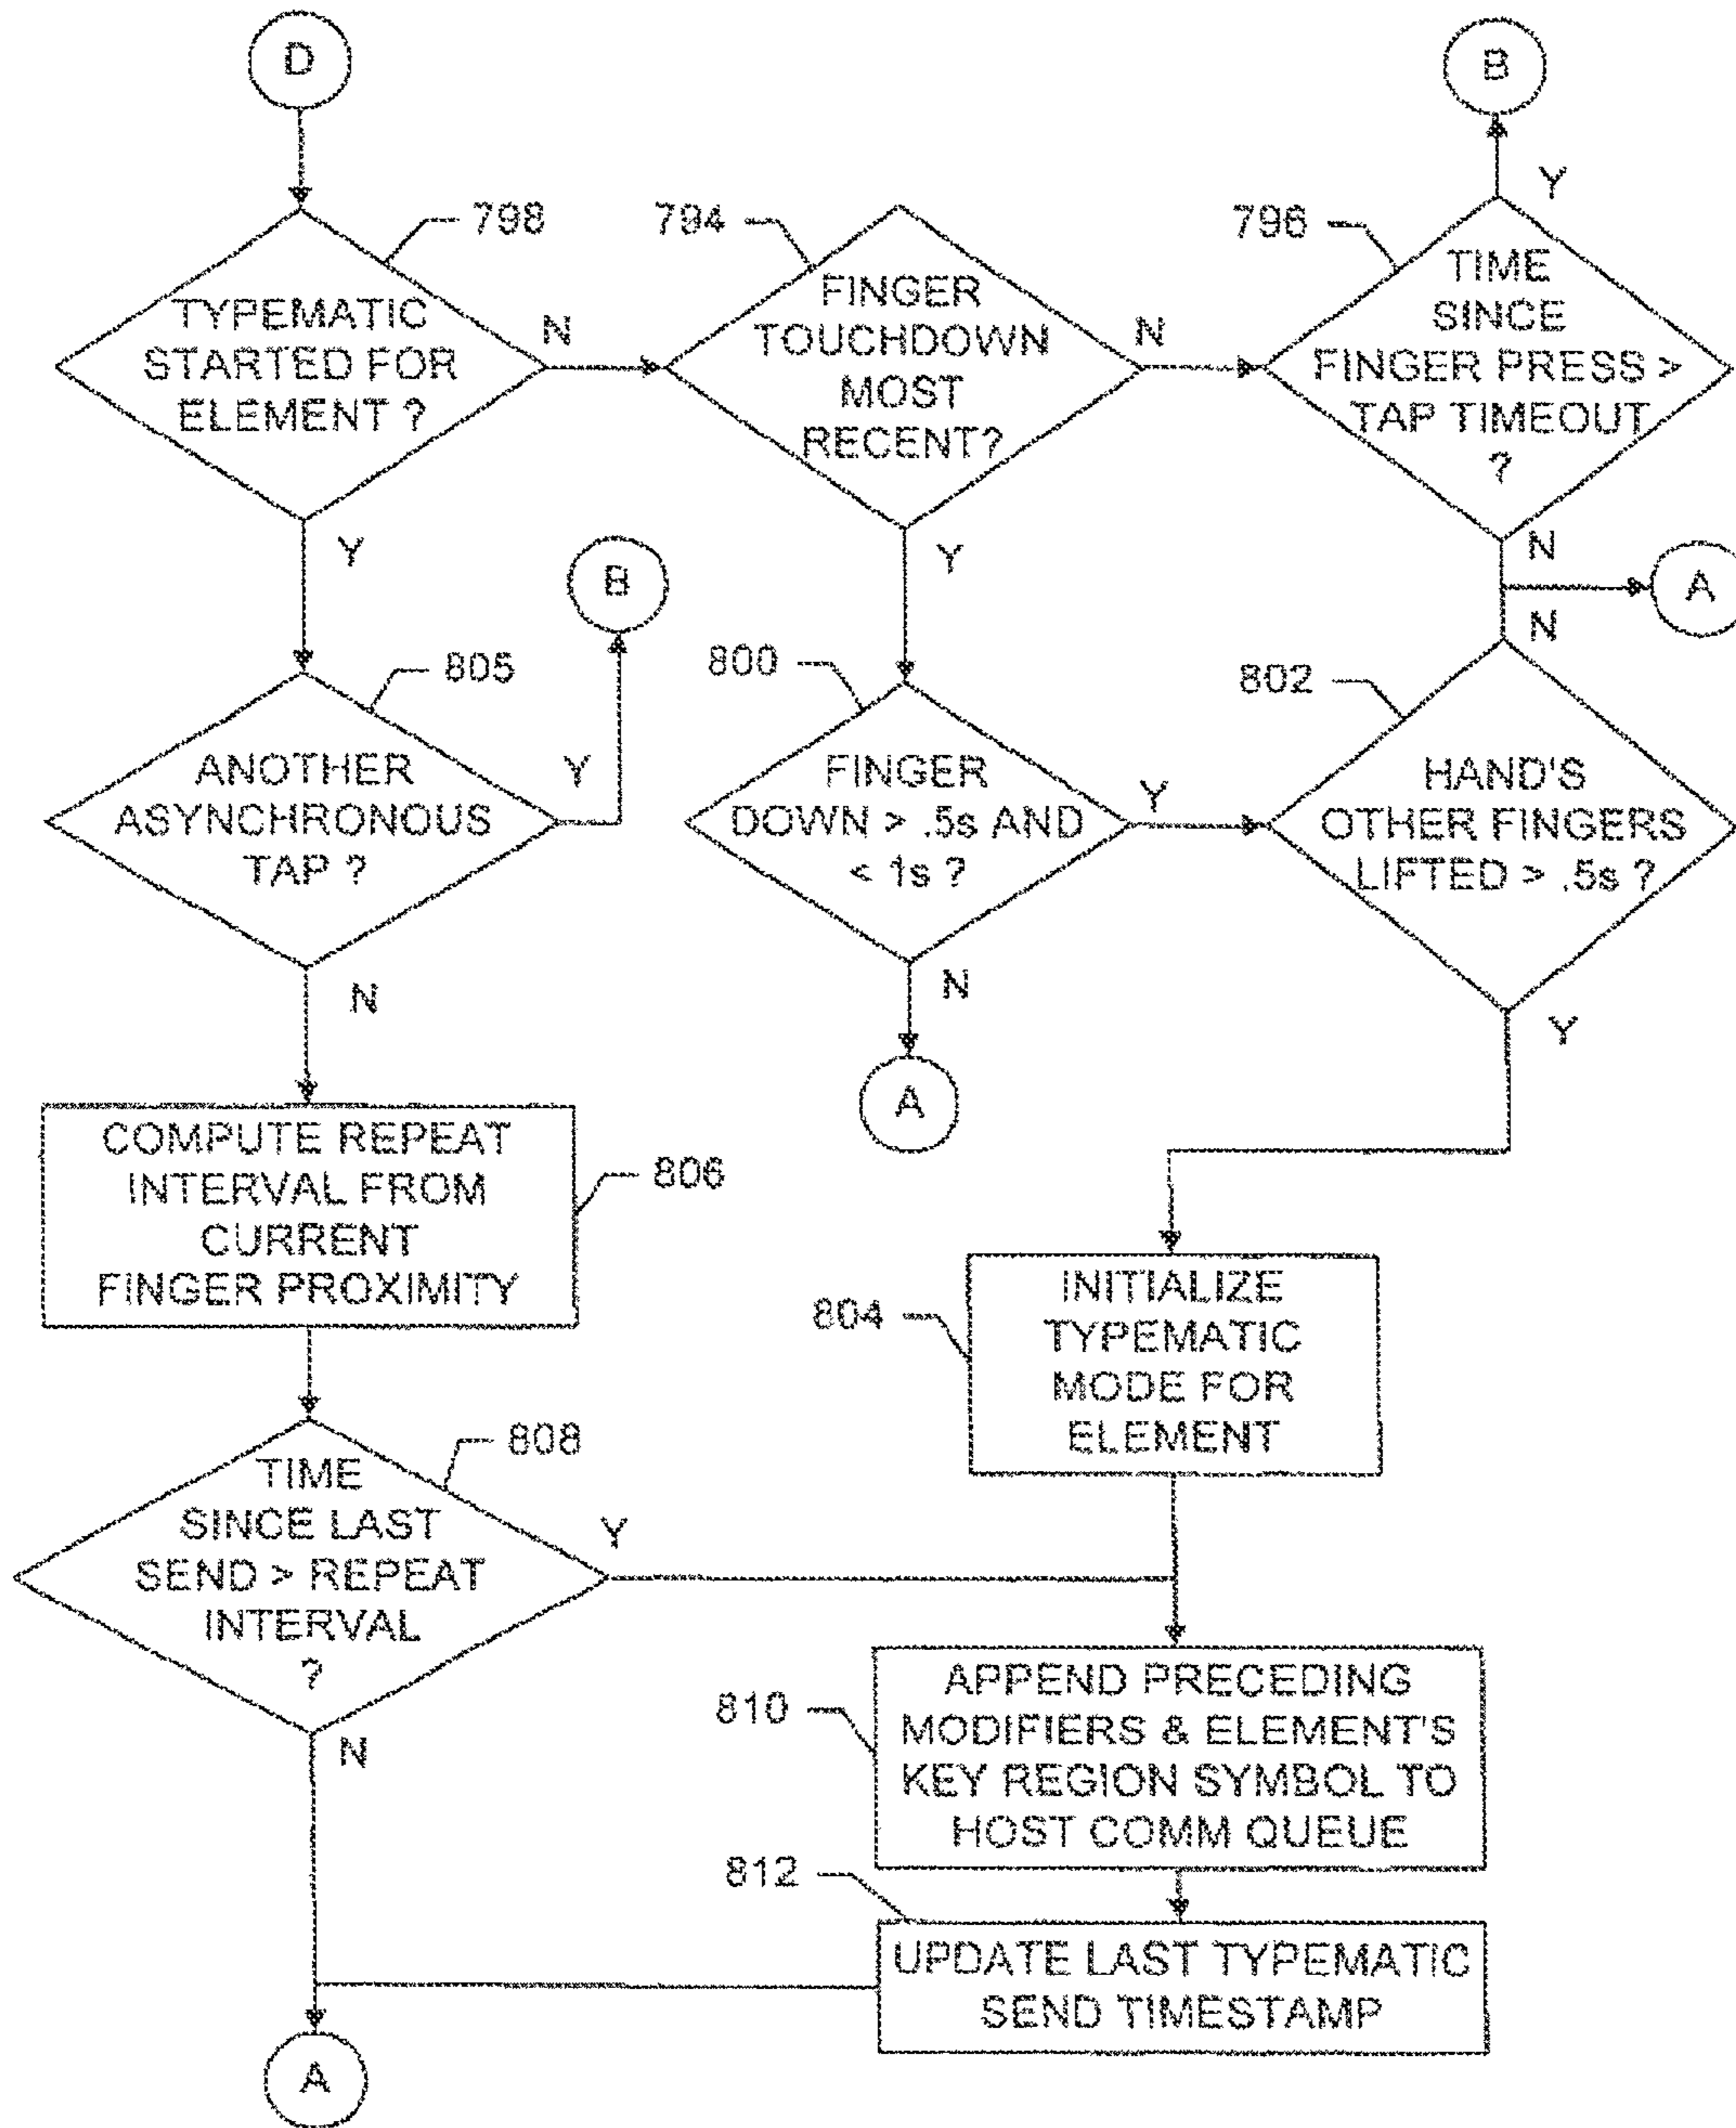 D
B
798
TYPEMATIC
STARTED FOR
ELEMENT ?
N
Y
794
FINGER
TOUCHDOWN
MOST
RECENT?
N
Y
796
TIME
SINCE
FINGER PRESS >
TAP TIMEOUT
?
Y
N
A
B
805
ANOTHER
ASYNCHRONOUS
TAP ?
Y
N
800
FINGER
DOWN > .5s AND
< 1s ?
Y
N
A
802
N
HAND'S
OTHER FINGERS
LIFTED > .5s ?
Y
COMPUTE REPEAT
INTERVAL FROM
CURRENT
FINGER PROXIMITY
806
804
INITIALIZE
TYPEMATIC
MODE FOR
ELEMENT
808
TIME
SINCE LAST
SEND > REPEAT
INTERVAL
?
Y
N
810
APPEND PRECEDING
MODIFIERS & ELEMENT'S
KEY REGION SYMBOL TO
HOST COMM QUEUE
812
UPDATE LAST TYPEMATIC
SEND TIMESTAMP
A